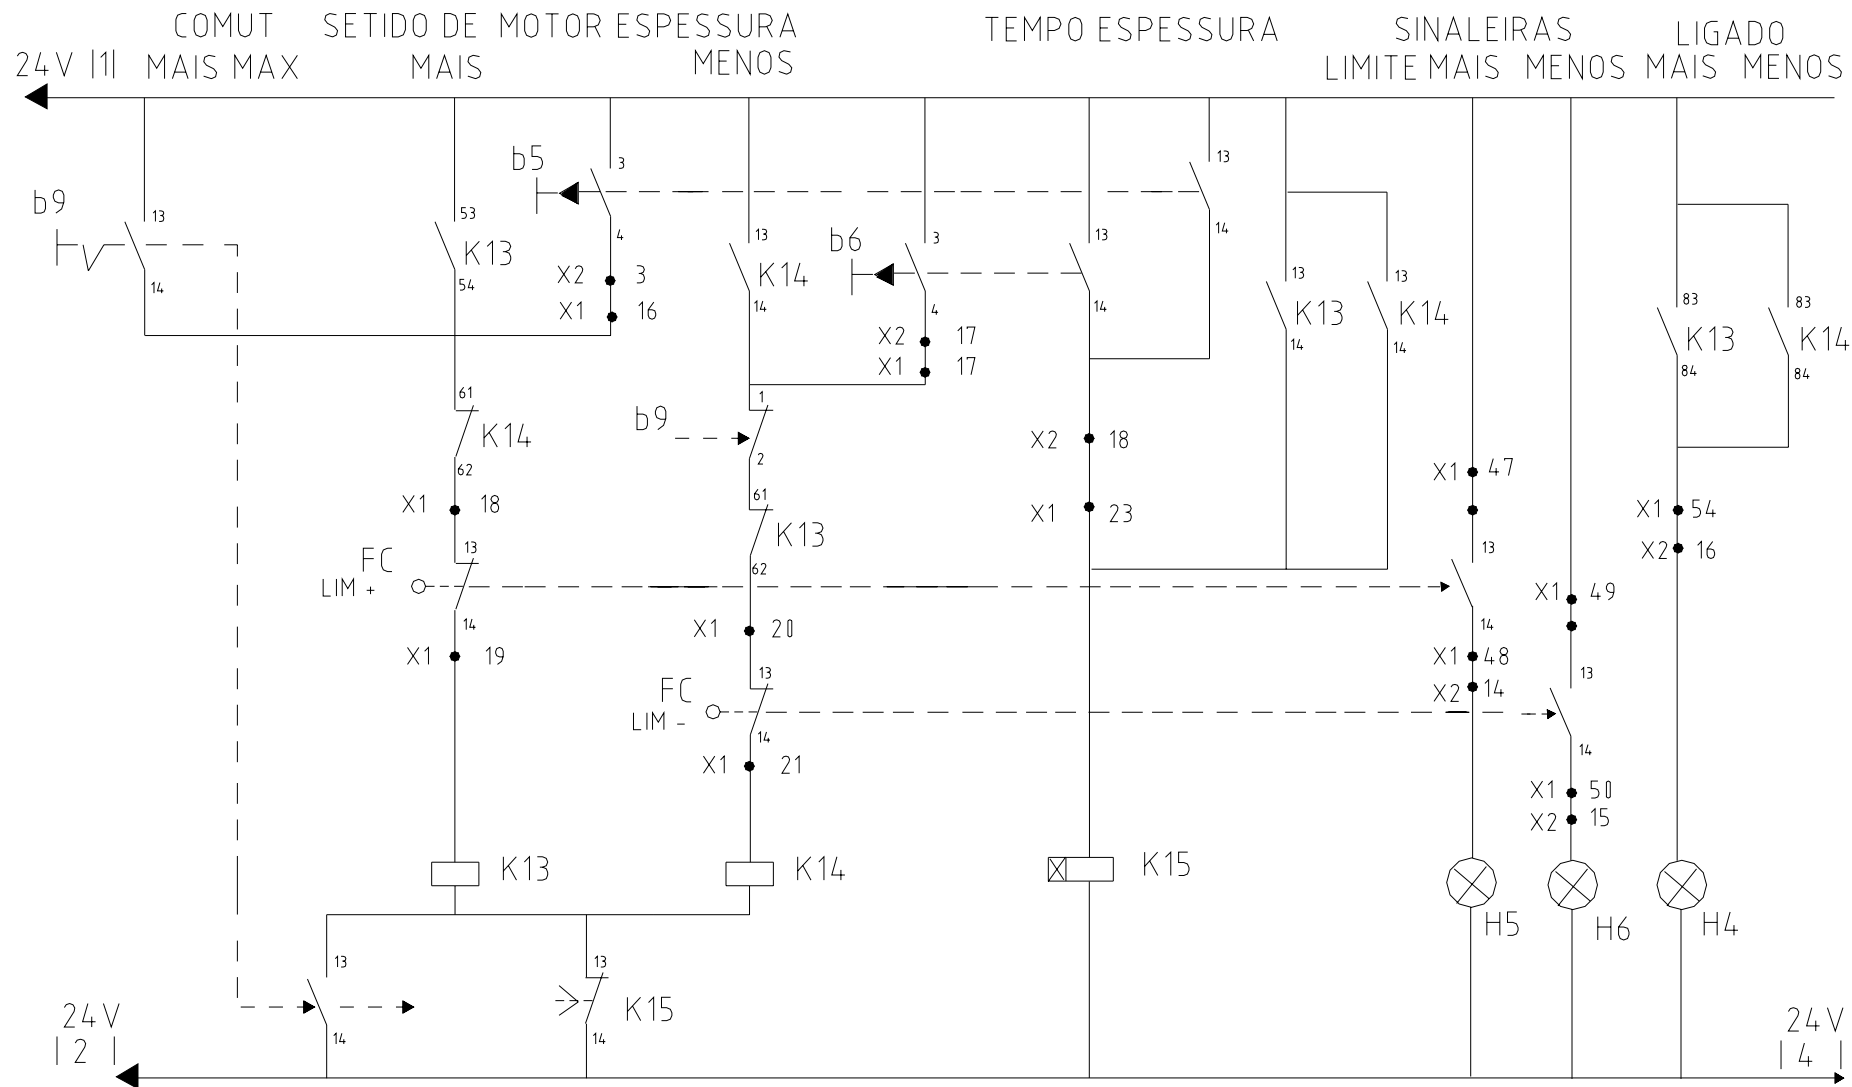 COMUT SETIDO DE MOTOR ESPESSURA TEMPO ESPESSURA SINALEIRAS LIGADO
24V |1| MAIS MAX MAIS MENOS LIMITE MAIS MENOS MAIS MENOS
b5 3 13
b9 13 53 4 14
K13
14 54
X2 3
X1 16
13 K14 14
b6 3 4
13 14
X2 17
X1 17
13 K13 14
13 K14 14
83 K13 84
83 K14 84
61 K14 62
b9 1 2
X2 18
X1 18
61 K13 62
X1 23
X1 47
X1 54
X2 16
FC 13
LIM + 14
13 14
X1 49
X1 19
X1 20
X1 48
X2 14
FC 13
LIM - 14
13 14
X1 21
X1 50
X2 15
K13 K14 K15
H5 H6 H4
13 14
13 K15 14
24V
| 2 |
24V
| 4 |